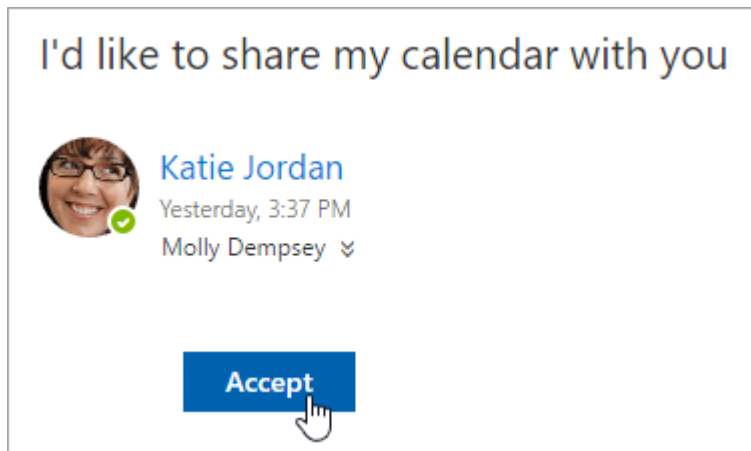 I'd like to share my calendar with you
Katie Jordan
Yesterday, 3:37 PM
Molly Dempsey
Accept